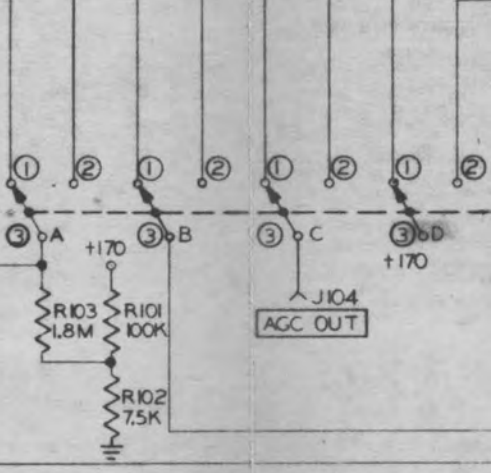 ① ② ① ② ① ② ① ②
③ A ③ B ③ C ③ D
+170 +170
J104
R103 R101
1.8M 100K
AGC OUT
R102
7.5K